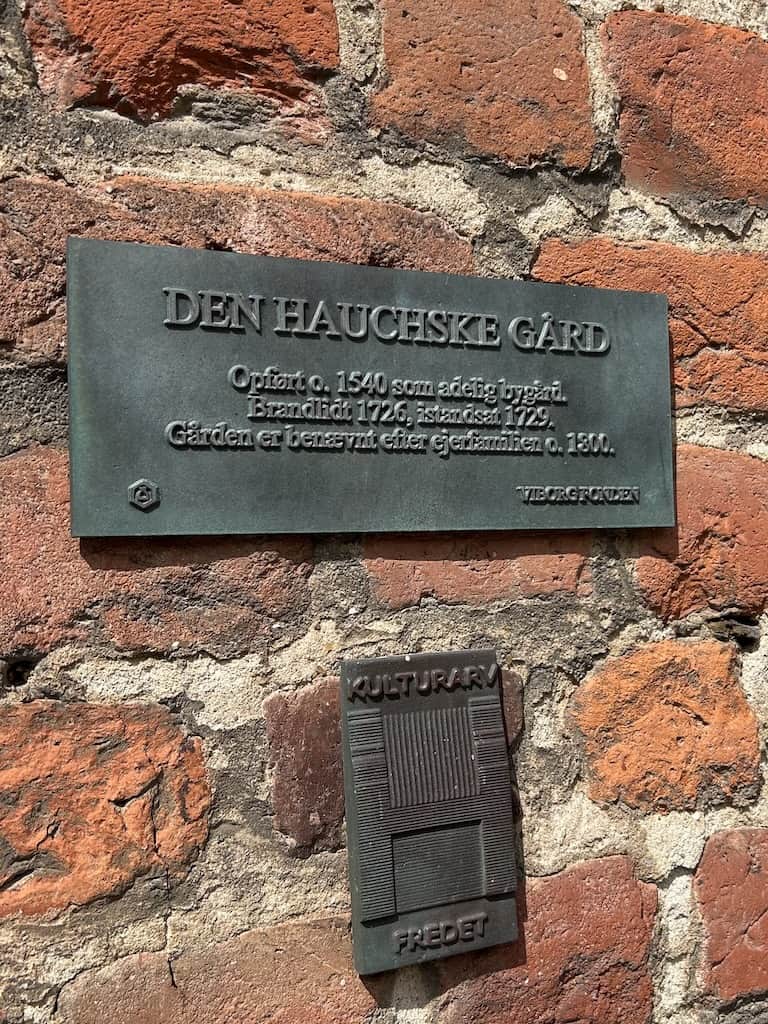 DEN HAUCHSKE GÅRD
Opført o. 1540 som adelig bygård.
Brandlidt 1726, istandsat 1729.
Gården er benævnt efter ejerfamilien o. 1800.
VIBORG FONDEN
KULTURARV
FREDET